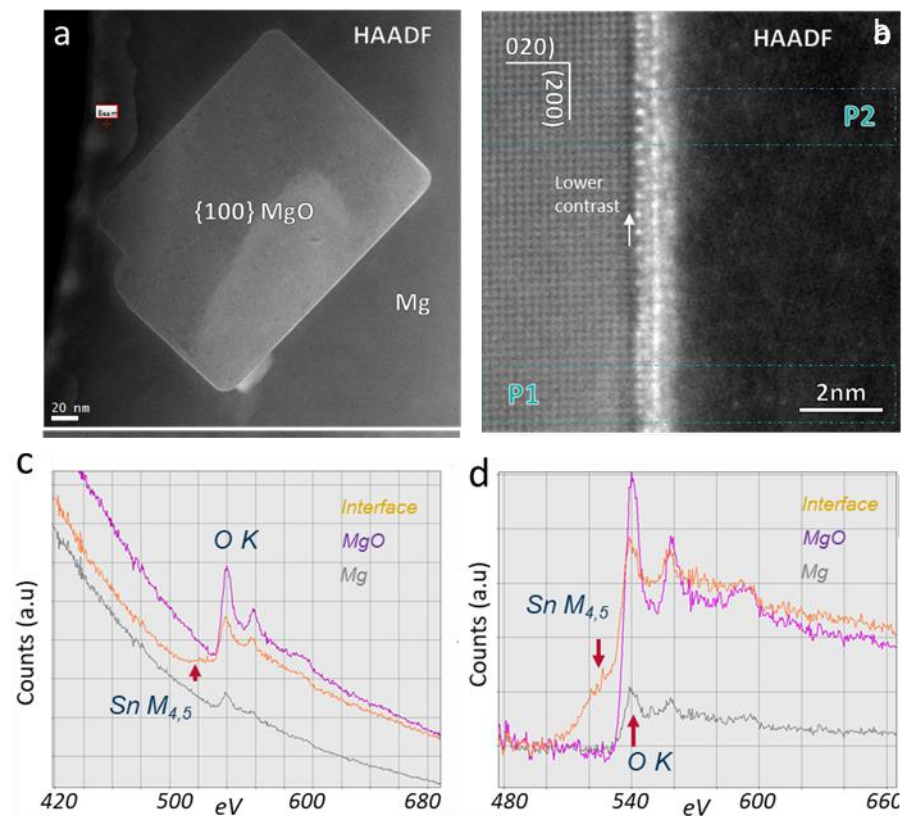 a
HAADF
Beam
{100} MgO
Mg
20 nm
b
HAADF
020)
(200)
P2
Lower
contrast
P1
2nm
c
Interface
MgO
Mg
O K
Sn M4,5
Counts (a.u)
420
500
600
680
eV
d
Interface
MgO
Mg
Sn M4,5
O K
Counts (a.u)
480
540
600
660
eV